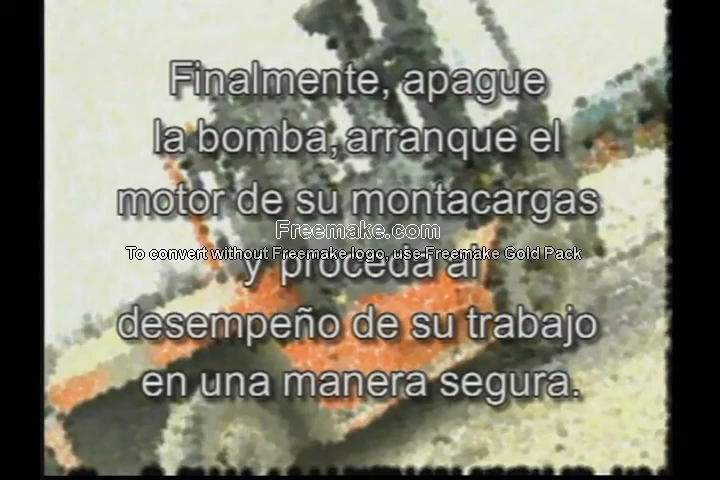 Finalmente, apague
la bomba, arranque el
motor de su montacargas
Freemake.com
To convert without Freemake logo, use Freemake Gold Pack
y proceda al
desempeño de su trabajo
en una manera segura.